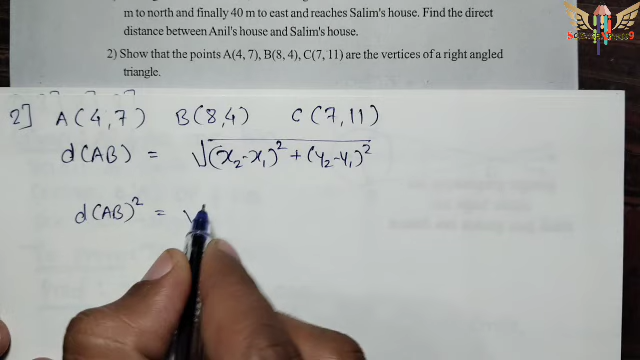 m to north and finally 40 m to east and reaches Salim's house. Find the direct
distance between Anil's house and Salim's house.
2) Show that the points A(4, 7), B(8, 4), C(7, 11) are the vertices of a right angled
triangle.
2] A(4,7) B(8,4) C(7,11)
d(AB) = √(x₂-x₁)² + (y₂-y₁)²
d(AB)² = √